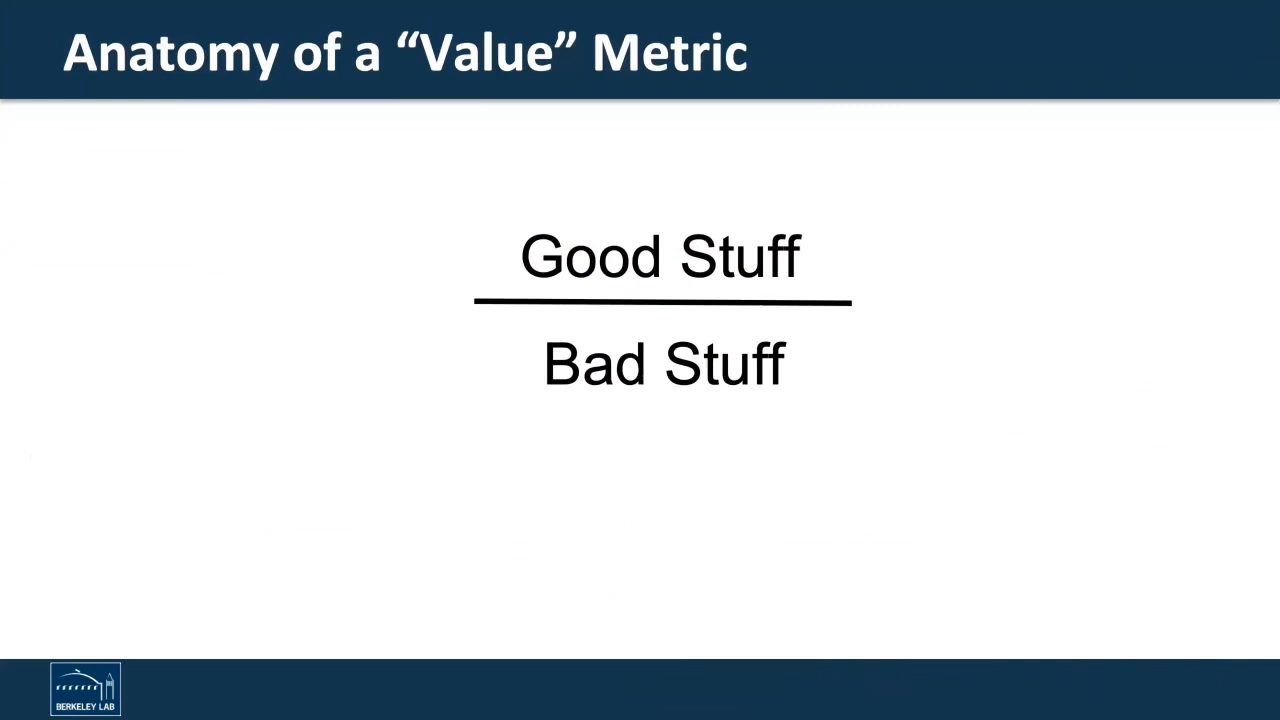 Anatomy of a “Value” Metric
Good Stuff
Bad Stuff
BERKELEY LAB